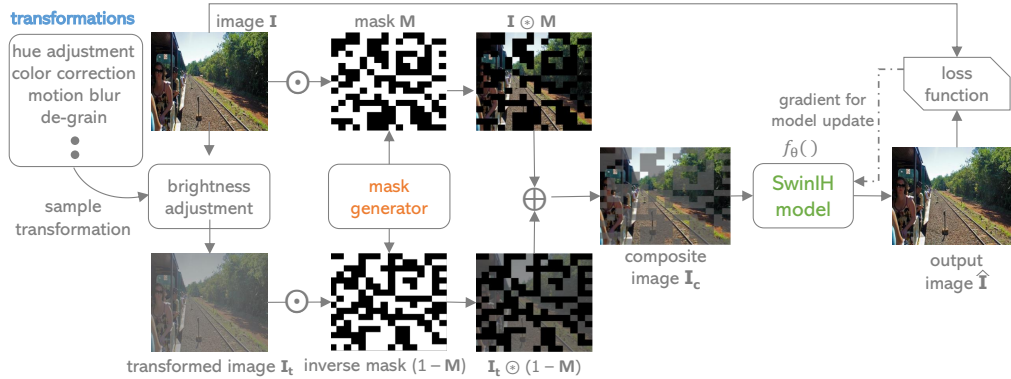 transformations
image I
mask M
I ⊛ M
hue adjustment
color correction
motion blur
de-grain
loss
function
gradient for
model update
f_θ( )
brightness
adjustment
mask
generator
SwinIH
model
sample
transformation
composite
image I_c
output
image Î
transformed image I_t
inverse mask (1 – M)
I_t ⊛ (1 – M)